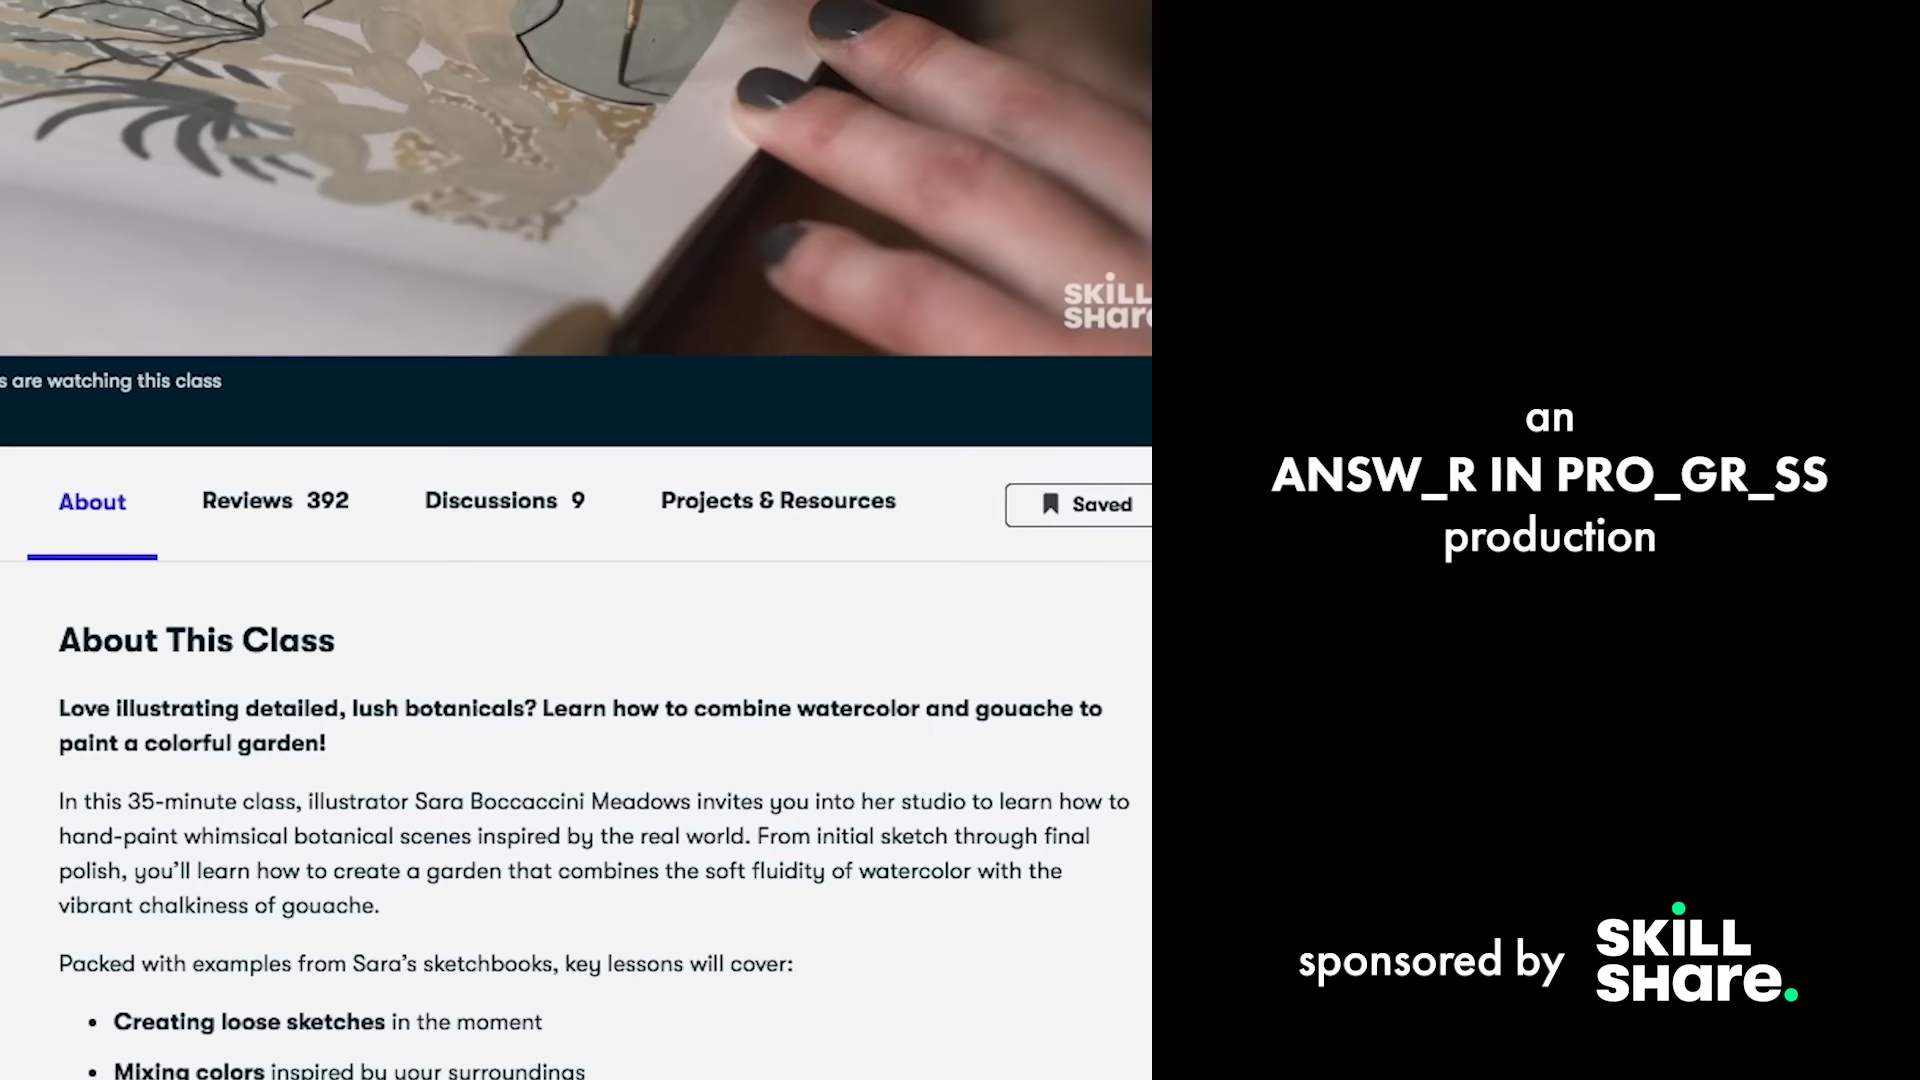 SKILL
SHare
s are watching this class
About
Reviews 392
Discussions 9
Projects & Resources
Saved
About This Class
Love illustrating detailed, lush botanicals? Learn how to combine watercolor and gouache to
paint a colorful garden!
In this 35-minute class, illustrator Sara Boccaccini Meadows invites you into her studio to learn how to
hand-paint whimsical botanical scenes inspired by the real world. From initial sketch through final
polish, you'll learn how to create a garden that combines the soft fluidity of watercolor with the
vibrant chalkiness of gouache.
Packed with examples from Sara's sketchbooks, key lessons will cover:
• Creating loose sketches in the moment
• Mixing colors inspired by your surroundings
an
ANSW_R IN PRO_GR_SS
production
sponsored by
SKILL
SHare.